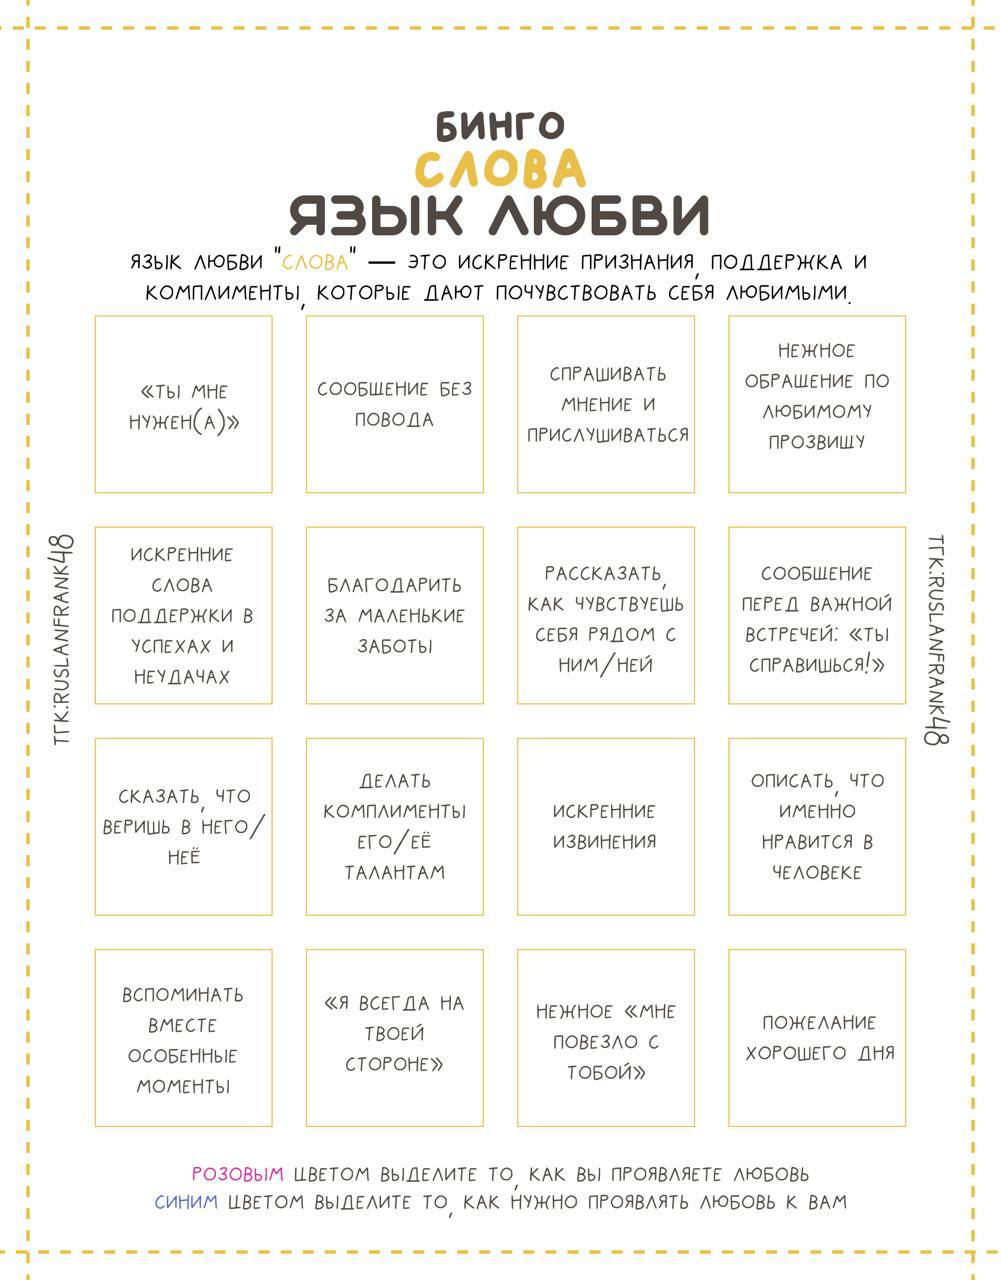 БИНГО
СЛОВА
ЯЗЫК ЛЮБВИ
ЯЗЫК ЛЮБВИ "СЛОВА" — ЭТО ИСКРЕННИЕ ПРИЗНАНИЯ, ПОДДЕРЖКА И
КОМПЛИМЕНТЫ, КОТОРЫЕ ДАЮТ ПОЧУВСТВОВАТЬ СЕБЯ ЛЮБИМЫМИ.
«ТЫ МНЕ
НУЖЕН(А)»
СООБЩЕНИЕ БЕЗ
ПОВОДА
СПРАШИВАТЬ
МНЕНИЕ И
ПРИСЛУШИВАТЬСЯ
НЕЖНОЕ
ОБРАЩЕНИЕ ПО
ЛЮБИМОМУ
ПРОЗВИЩУ
ИСКРЕННИЕ
СЛОВА
ПОДДЕРЖКИ В
УСПЕХАХ И
НЕУДАЧАХ
БЛАГОДАРИТЬ
ЗА МАЛЕНЬКИЕ
ЗАБОТЫ
РАССКАЗАТЬ,
КАК ЧУВСТВУЕШЬ
СЕБЯ РЯДОМ С
НИМ/НЕЙ
СООБЩЕНИЕ
ПЕРЕД ВАЖНОЙ
ВСТРЕЧЕЙ: «ТЫ
СПРАВИШЬСЯ!»
СКАЗАТЬ, ЧТО
ВЕРИШЬ В НЕГО/
НЕЁ
ДЕЛАТЬ
КОМПЛИМЕНТЫ
ЕГО/ЕЁ
ТАЛАНТАМ
ИСКРЕННИЕ
ИЗВИНЕНИЯ
ОПИСАТЬ, ЧТО
ИМЕННО
НРАВИТСЯ В
ЧЕЛОВЕКЕ
ВСПОМИНАТЬ
ВМЕСТЕ
ОСОБЕННЫЕ
МОМЕНТЫ
«Я ВСЕГДА НА
ТВОЕЙ
СТОРОНЕ»
НЕЖНОЕ «МНЕ
ПОВЕЗЛО С
ТОБОЙ»
ПОЖЕЛАНИЕ
ХОРОШЕГО ДНЯ
РОЗОВЫМ ЦВЕТОМ ВЫДЕЛИТЕ ТО, КАК ВЫ ПРОЯВЛЯЕТЕ ЛЮБОВЬ
СИНИМ ЦВЕТОМ ВЫДЕЛИТЕ ТО, КАК НУЖНО ПРОЯВЛЯТЬ ЛЮБОВЬ К ВАМ
ТГК:RUSLANFRANK48
ТГК:RUSLANFRANK48